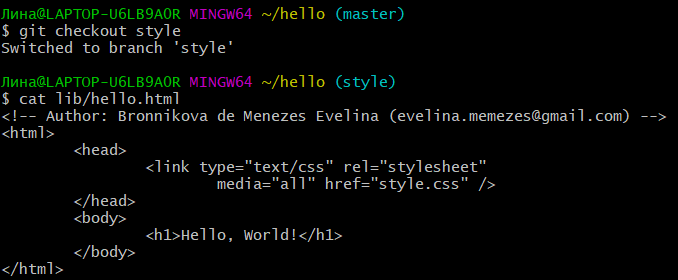 Лина@LAPTOP-U6LB9AOR MINGW64 ~/hello (master)
$ git checkout style
Switched to branch 'style'
Лина@LAPTOP-U6LB9AOR MINGW64 ~/hello (style)
$ cat lib/hello.html
<!-- Author: Bronnikova de Menezes Evelina (evelina.memezes@gmail.com) -->
<html>
        <head>
                <link type="text/css" rel="stylesheet"
                        media="all" href="style.css" />
        </head>
        <body>
                <h1>Hello, World!</h1>
        </body>
</html>